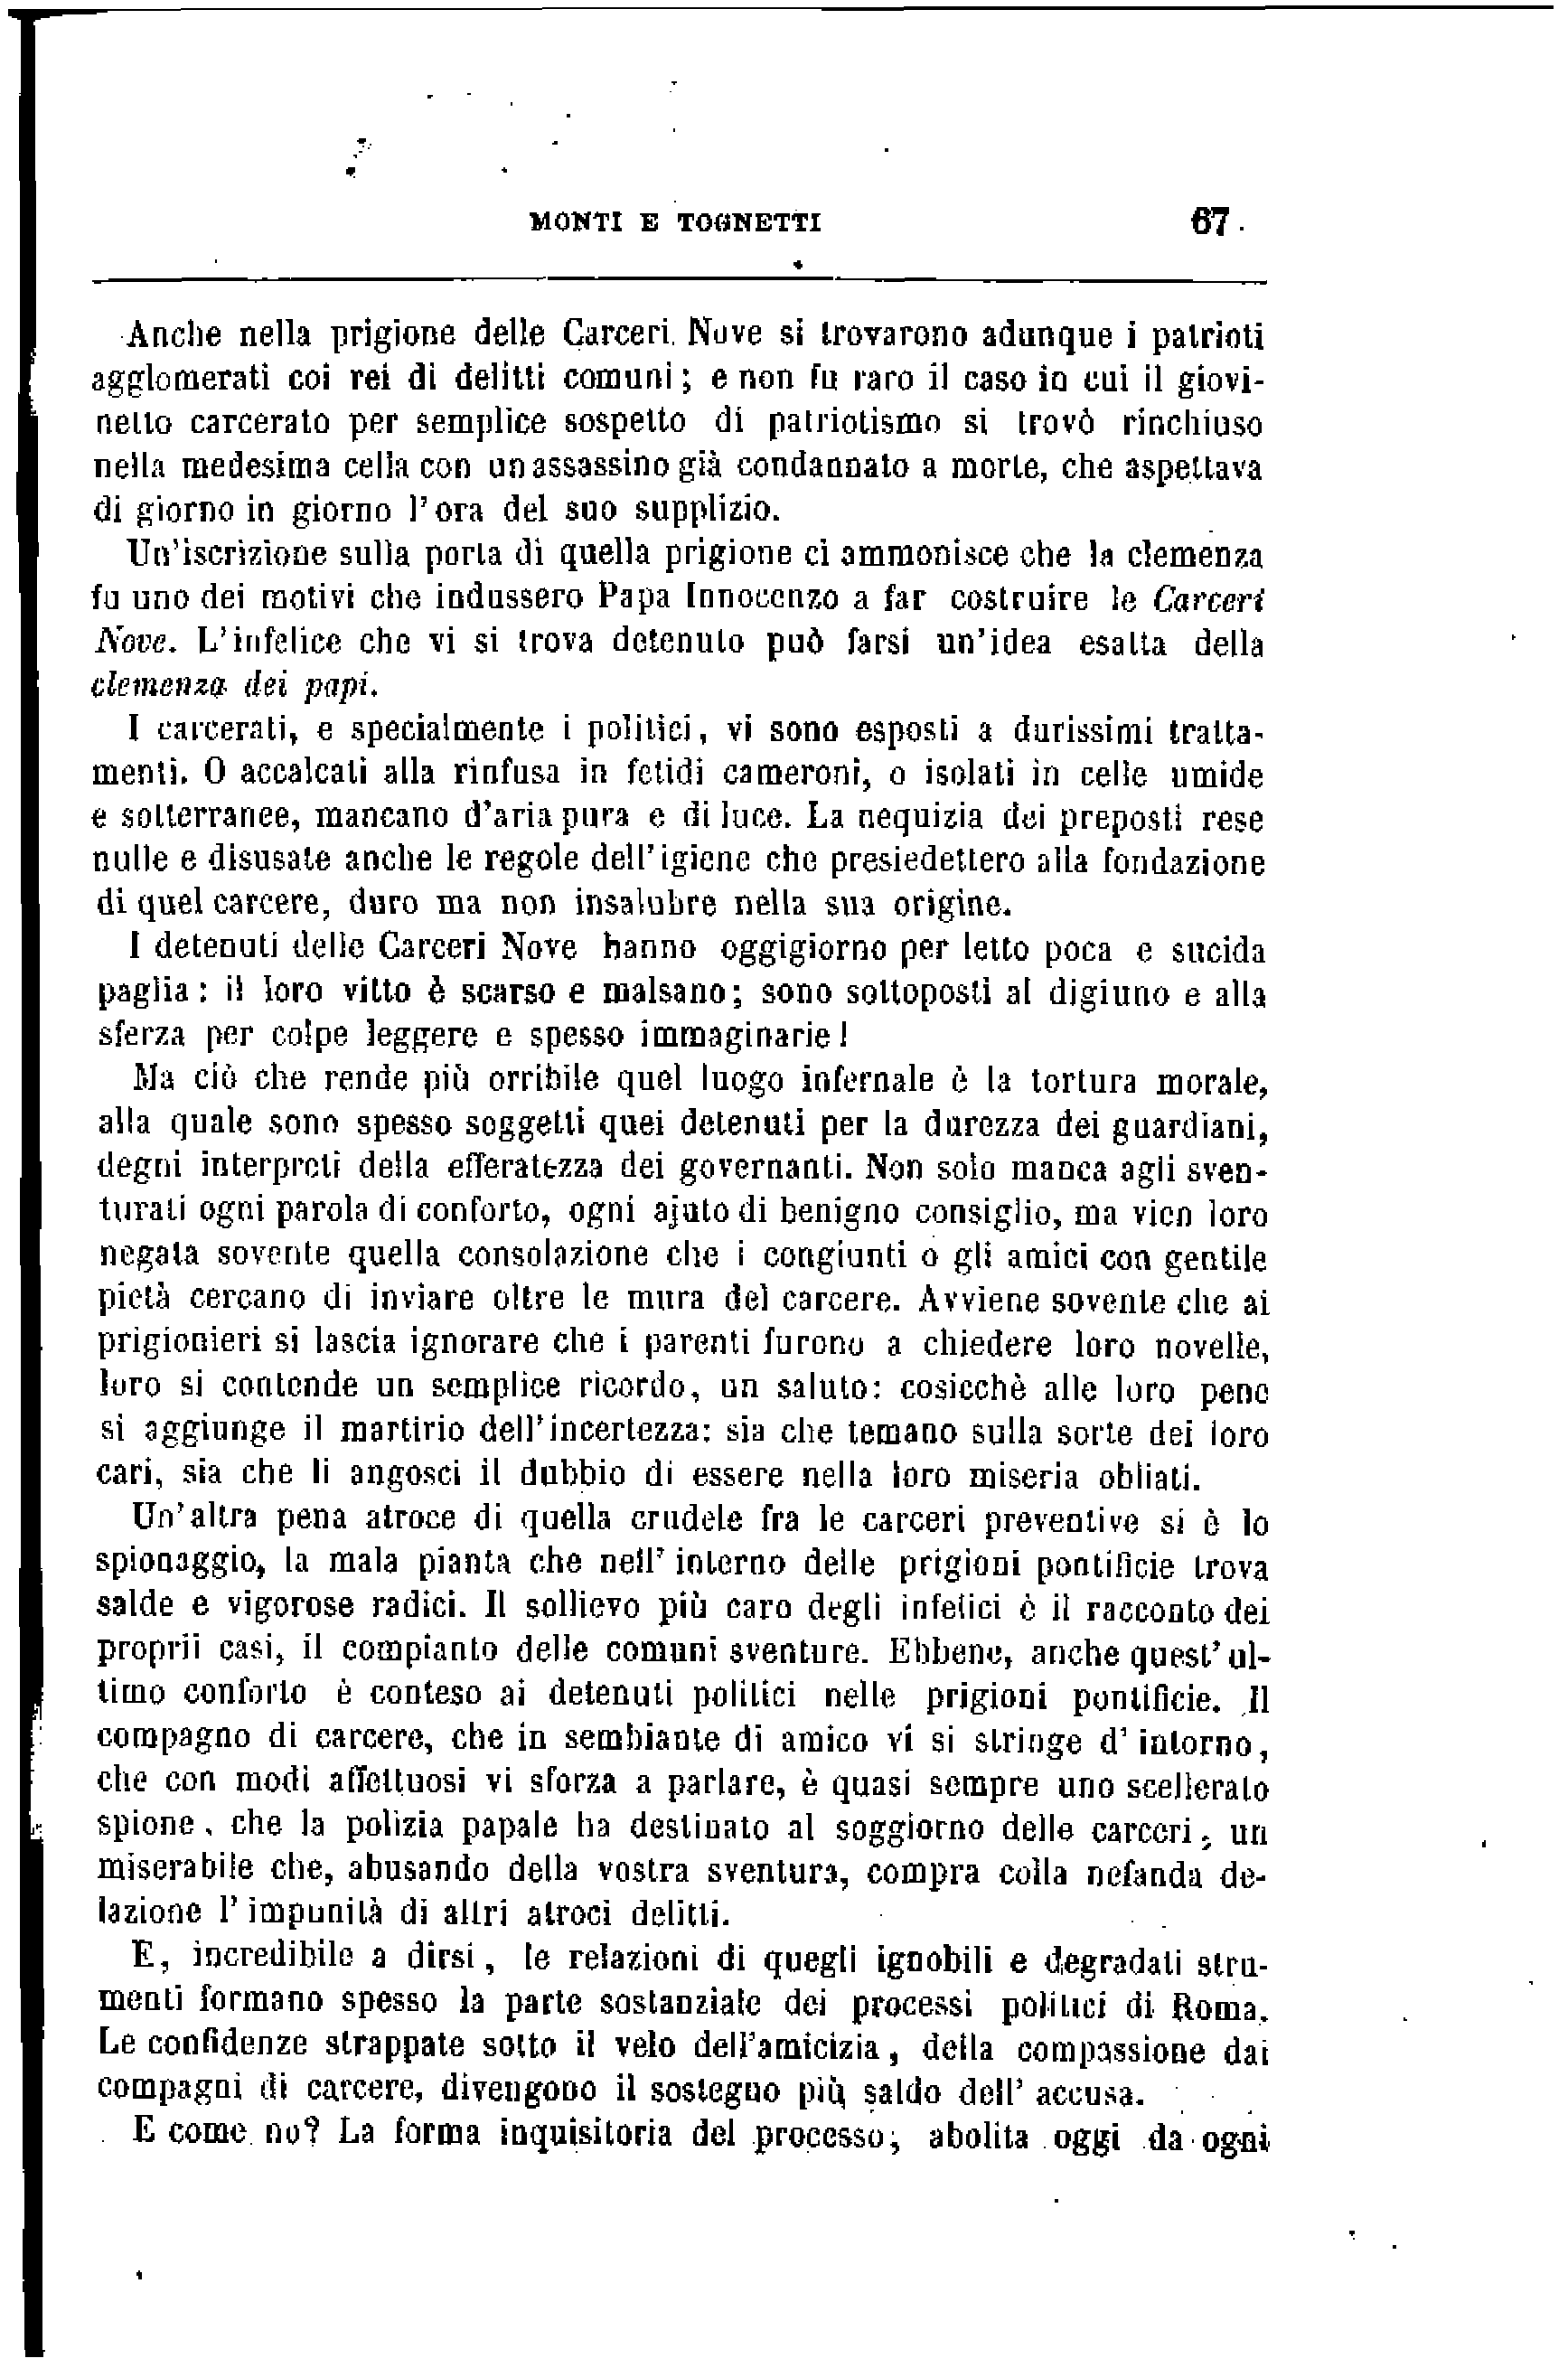 MONTI E TOGNETTI 67
Anche nella prigione delle Carceri Nove si trovarono adunque i patrioti
agglomerati coi rei di delitti comuni; e non fu raro il caso in cui il giovi-
netto carcerato per semplice sospetto di patriotismo si trovò rinchiuso
nella medesima cella con un assassino già condannato a morte, che aspettava
di giorno in giorno l'ora del suo supplizio.
Un'iscrizione sulla porta di quella prigione ci ammonisce che la clemenza
fu uno dei motivi che indussero Papa Innocenzo a far costruire le Carceri
Nove. L'infelice che vi si trova detenuto può farsi un'idea esatta della
clemenza dei papi.
I carcerati, e specialmente i politici, vi sono esposti a durissimi tratta-
menti. O accalcati alla rinfusa in fetidi cameroni, o isolati in celle umide
e sotterranee, mancano d'aria pura e di luce. La nequizia dei preposti rese
nulle e disusate anche le regole dell'igiene che presiedettero alla fondazione
di quel carcere, duro ma non insalubre nella sua origine.
I detenuti delle Carceri Nove hanno oggigiorno per letto poca e sucida
paglia: il loro vitto è scarso e malsano; sono sottoposti al digiuno e alla
sferza per colpe leggere e spesso immaginarie!
Ma ciò che rende più orribile quel luogo infernale è la tortura morale,
alla quale sono spesso soggetti quei detenuti per la durezza dei guardiani,
degni interpreti della efferatezza dei governanti. Non solo manca agli sven-
turati ogni parola di conforto, ogni ajuto di benigno consiglio, ma vien loro
negata sovente quella consolazione che i congiunti o gli amici con gentile
pietà cercano di inviare oltre le mura del carcere. Avviene sovente che ai
prigionieri si lascia ignorare che i parenti furono a chiedere loro novelle,
loro si contende un semplice ricordo, un saluto: cosicchè alle loro pene
si aggiunge il martirio dell'incertezza: sia che temano sulla sorte dei loro
cari, sia che li angosci il dubbio di essere nella loro miseria obliati.
Un'altra pena atroce di quella crudele fra le carceri preventive si è lo
spionaggio, la mala pianta che nell'interno delle prigioni pontificie trova
salde e vigorose radici. Il sollievo più caro degli infelici è il racconto dei
proprii casi, il compianto delle comuni sventure. Ebbene, anche quest'ul-
timo conforto è conteso ai detenuti politici nelle prigioni pontificie. Il
compagno di carcere, che in sembiante di amico vi si stringe d'intorno,
che con modi affettuosi vi sforza a parlare, è quasi sempre uno scellerato
spione, che la polizia papale ha destinato al soggiorno delle carceri; un
miserabile che, abusando della vostra sventura, compra colla nefanda de-
lazione l'impunità di altri atroci delitti.
E, incredibile a dirsi, le relazioni di quegli ignobili e degradati stru-
menti formano spesso la parte sostanziale dei processi politici di Roma.
Le confidenze strappate sotto il velo dell'amicizia, della compassione dai
compagni di carcere, divengono il sostegno più saldo dell'accusa.
E come no? La forma inquisitoria del processo, abolita oggi da ogni